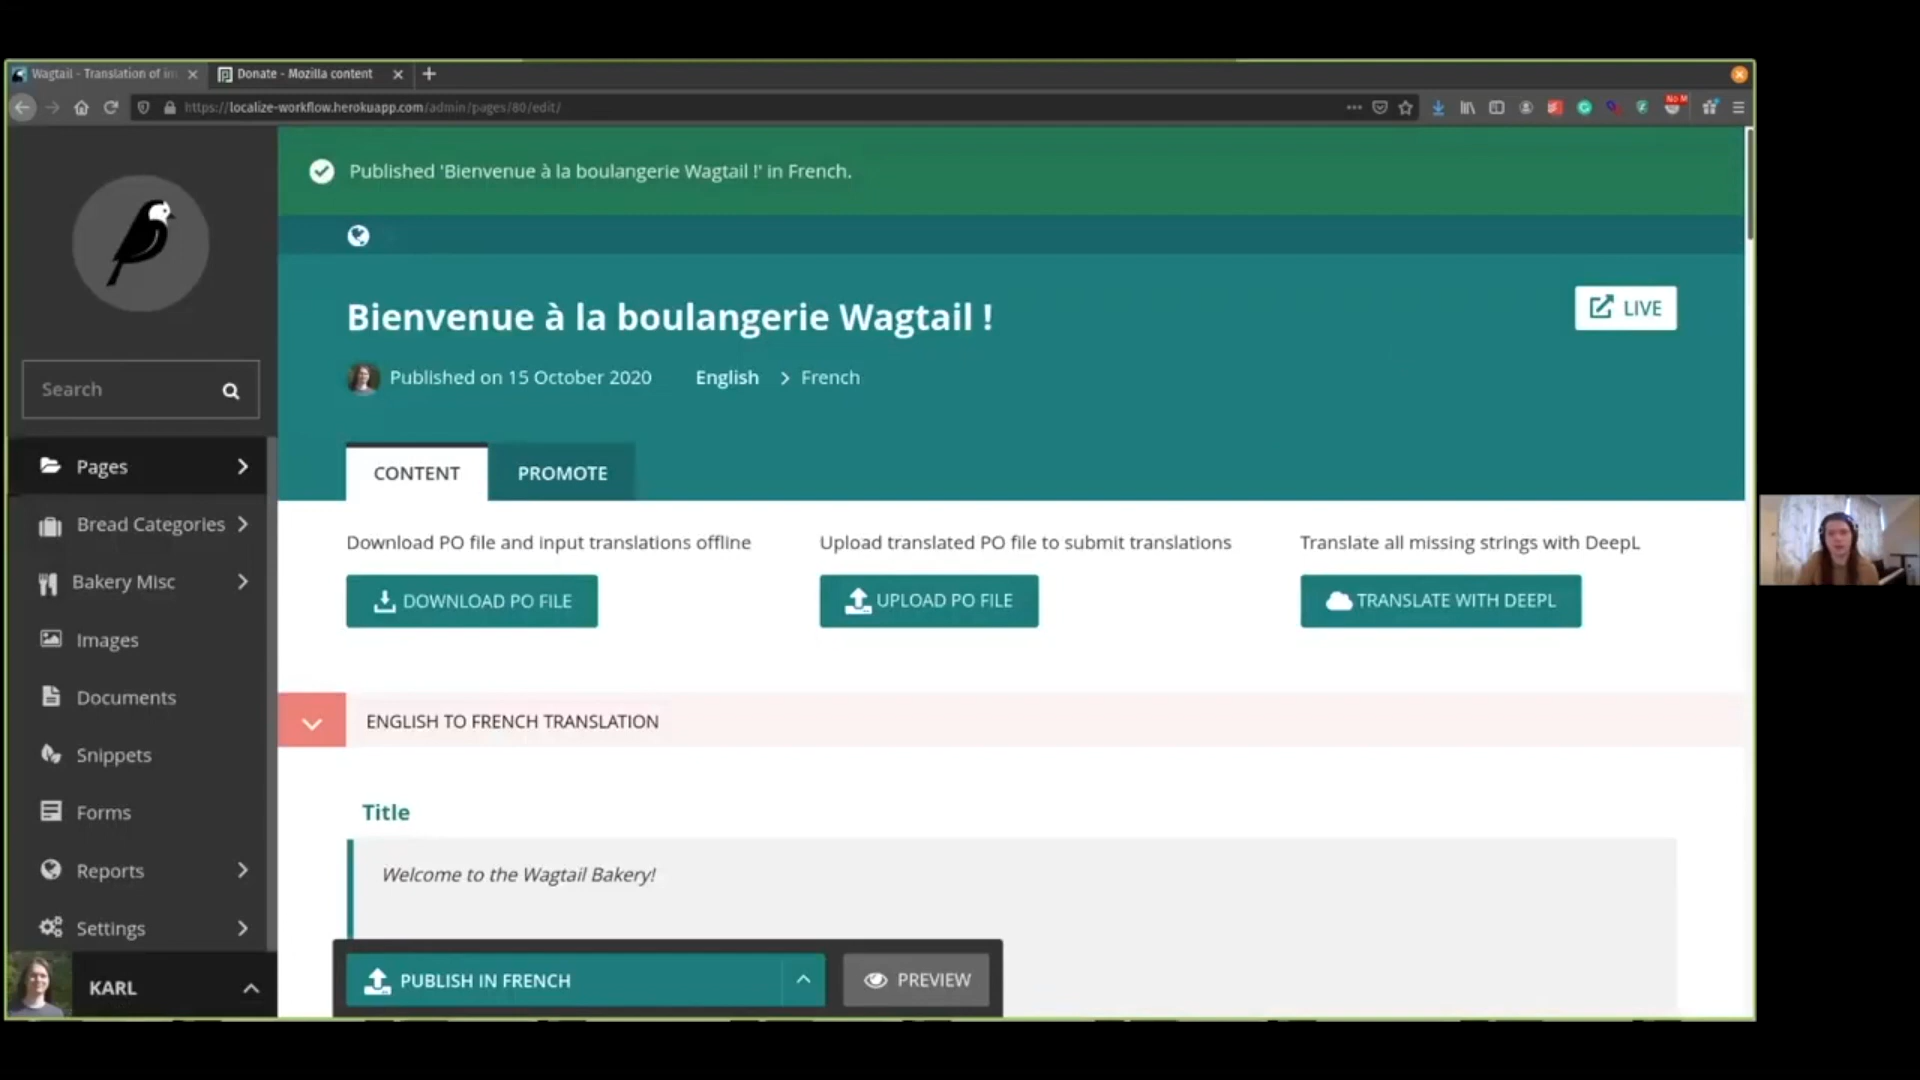 Wagtail - Translation of in
Donate - Mozilla content
https://localize-workflow.herokuapp.com/admin/pages/80/edit/
No M
Published 'Bienvenue à la boulangerie Wagtail !' in French.
Bienvenue à la boulangerie Wagtail !
LIVE
Published on 15 October 2020 English > French
Search
CONTENT
PROMOTE
Pages
Bread Categories
Bakery Misc
Images
Documents
Snippets
Forms
Reports
Settings
KARL
Download PO file and input translations offline
Upload translated PO file to submit translations
Translate all missing strings with DeepL
DOWNLOAD PO FILE
UPLOAD PO FILE
TRANSLATE WITH DEEPL
ENGLISH TO FRENCH TRANSLATION
Title
Welcome to the Wagtail Bakery!
PUBLISH IN FRENCH
PREVIEW